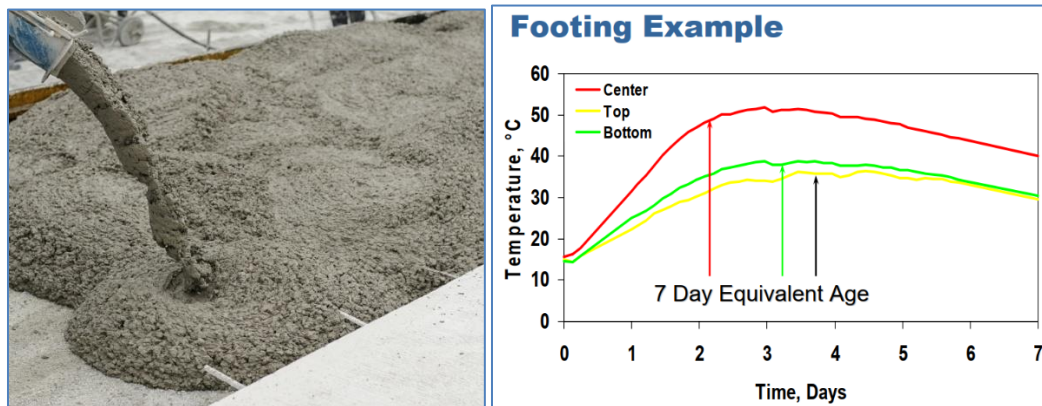 Footing Example
60
50
40
30
20
10
0
Temperature, °C
Center
Top
Bottom
7 Day Equivalent Age
0 1 2 3 4 5 6 7
Time, Days